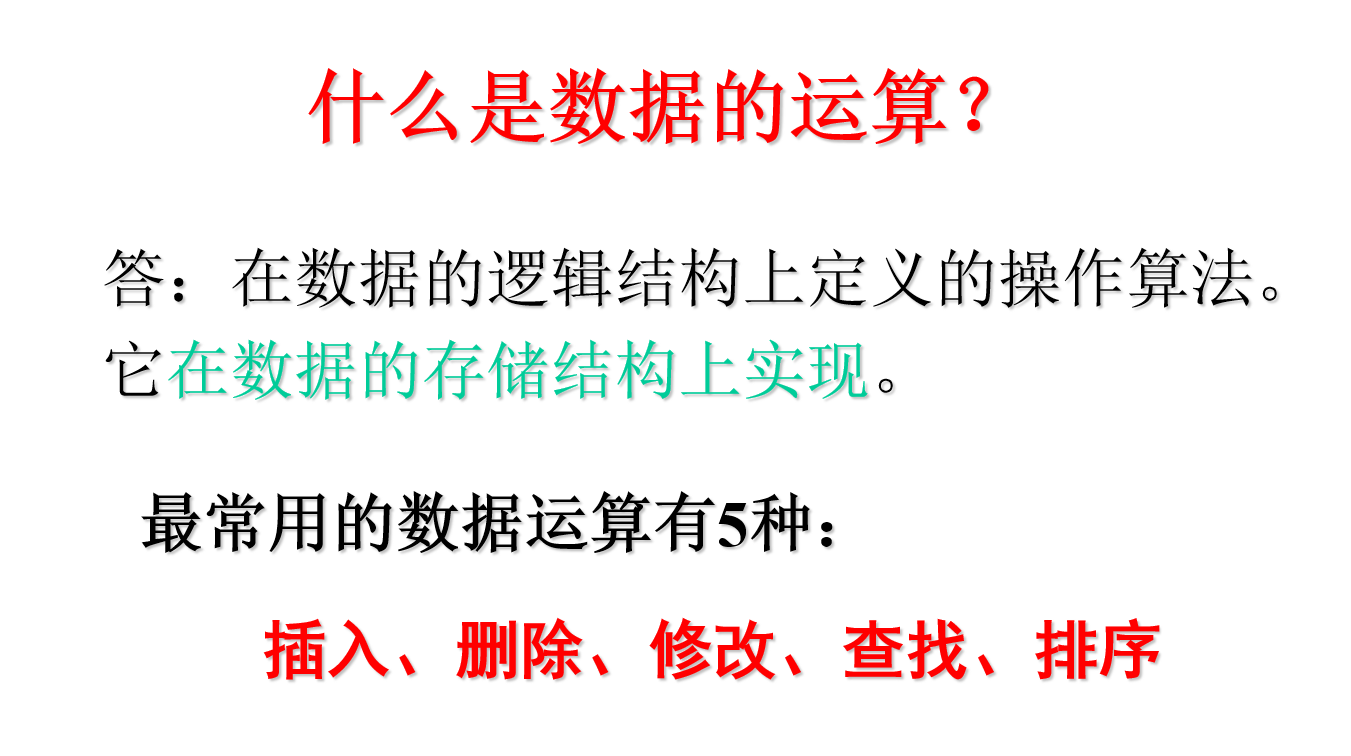 什么是数据的运算？
答：在数据的逻辑结构上定义的操作算法。
它在数据的存储结构上实现。
最常用的数据运算有5种：
插入、删除、修改、查找、排序